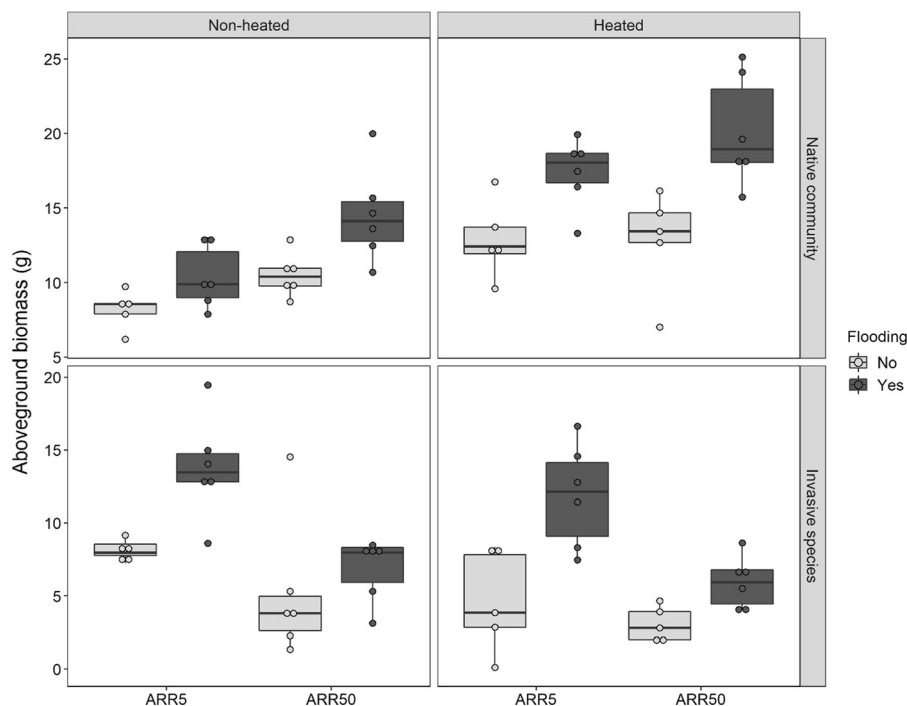 Non-heated
Heated
25
20
15
10
5
Native community
Aboveground biomass (g)
Flooding
No
Yes
20
15
10
5
0
Invasive species
ARR5
ARR50
ARR5
ARR50